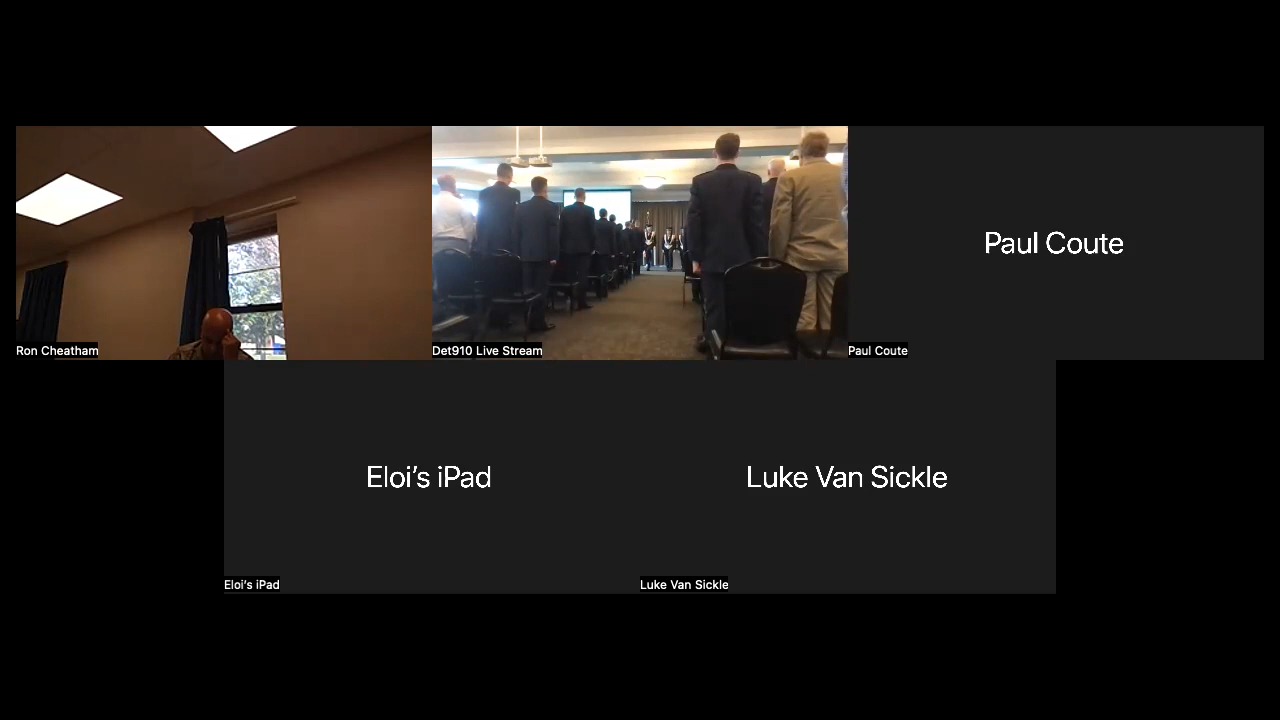 Paul Coute
Ron Cheatham
Det910 Live Stream
Paul Coute
Eloi’s iPad
Luke Van Sickle
Eloi’s iPad
Luke Van Sickle